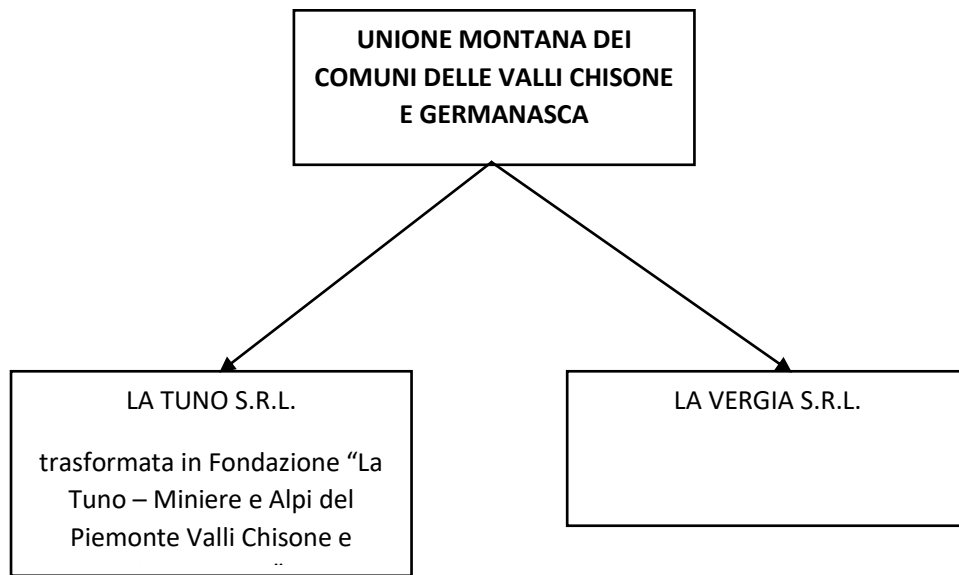 UNIONE MONTANA DEI
COMUNI DELLE VALLI CHISONE
E GERMANASCA
LA TUNO S.R.L.
trasformata in Fondazione “La
Tuno – Miniere e Alpi del
Piemonte Valli Chisone e
LA VERGIA S.R.L.